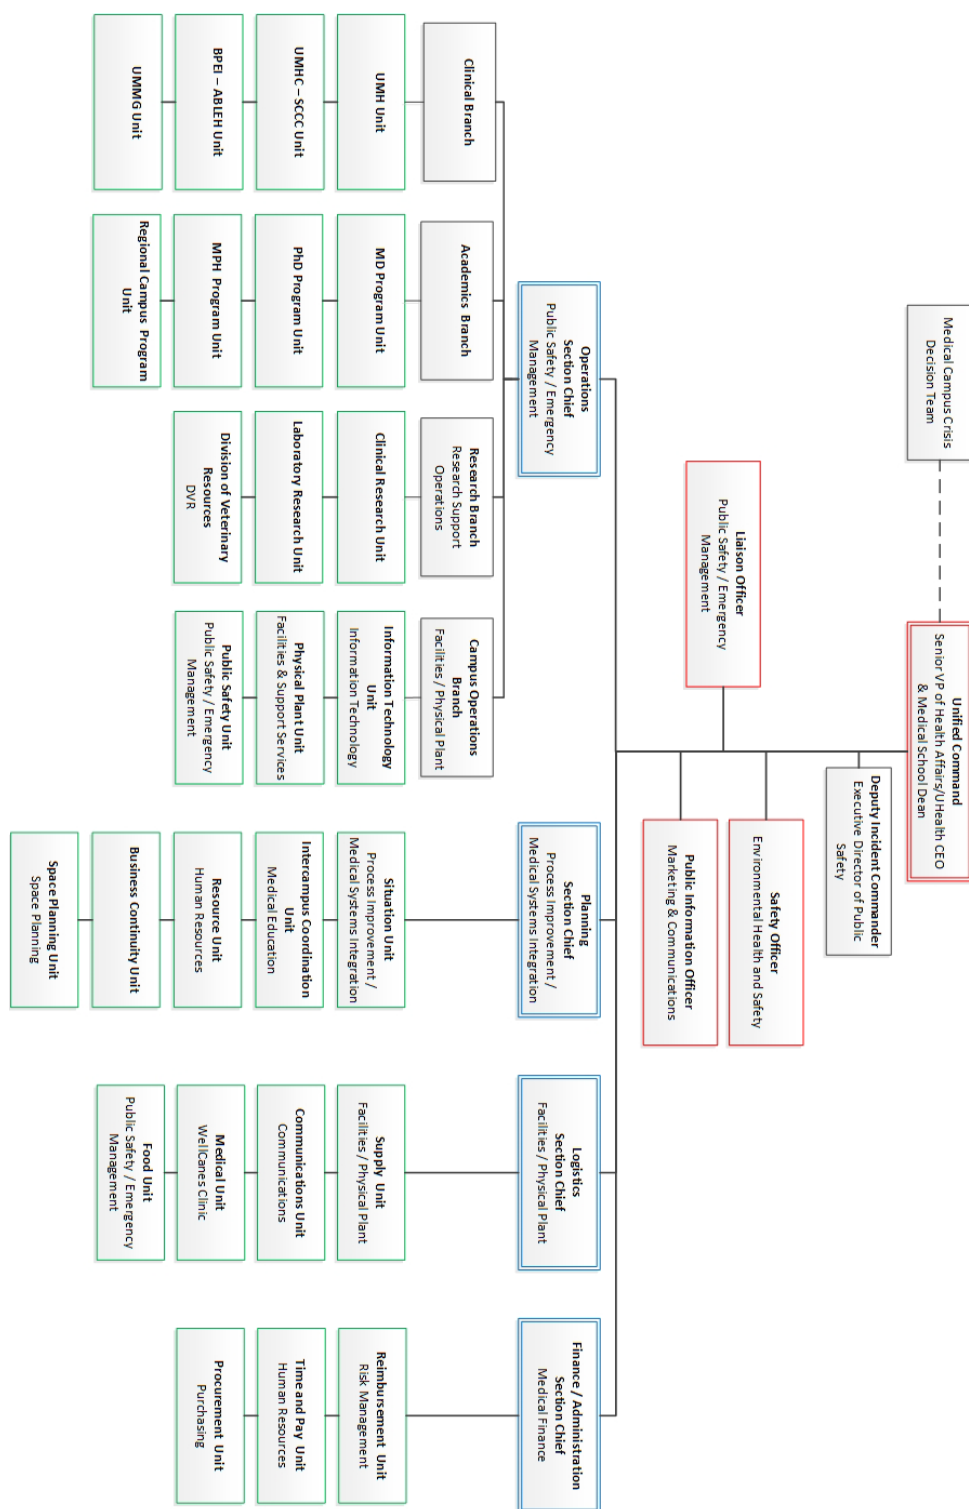 Medical Campus Crisis
Decision Team
Unified Command
Senior VP of Health Affairs/UHealth CEO
& Medical School Dean
Deputy Incident Commander
Executive Director of Public
Safety
Liaison Officer
Public Safety / Emergency
Management
Safety Officer
Environmental Health and Safety
Public Information Officer
Marketing & Communications
Operations
Section Chief
Public Safety / Emergency
Management
Planning
Section Chief
Process Improvement /
Medical Systems Integration
Logistics
Section Chief
Facilities / Physical Plant
Finance / Administration
Section Chief
Medical Finance
Clinical Branch
Academics Branch
Research Branch
Research Support
Operations
Campus Operations
Branch
Facilities / Physical Plant
UMH Unit
MD Program Unit
Clinical Research Unit
Information Technology
Unit
Information Technology
Situation Unit
Process Improvement /
Medical Systems Integration
Supply Unit
Facilities / Physical Plant
Reimbursement Unit
Risk Management
UMHC – SCCC Unit
PhD Program Unit
Laboratory Research Unit
Physical Plant Unit
Facilities & Support Services
Intercampus Coordination
Unit
Medical Education
Communications Unit
Communications
Time and Pay Unit
Human Resources
BPEI – ABLEH Unit
MPH Program Unit
Division of Veterinary
Resources
DVR
Public Safety Unit
Public Safety / Emergency
Management
Resource Unit
Human Resources
Medical Unit
WellCanes Clinic
Procurement Unit
Purchasing
UMMG Unit
Regional Campus Program
Unit
Business Continuity Unit
Food Unit
Public Safety / Emergency
Management
Space Planning Unit
Space Planning